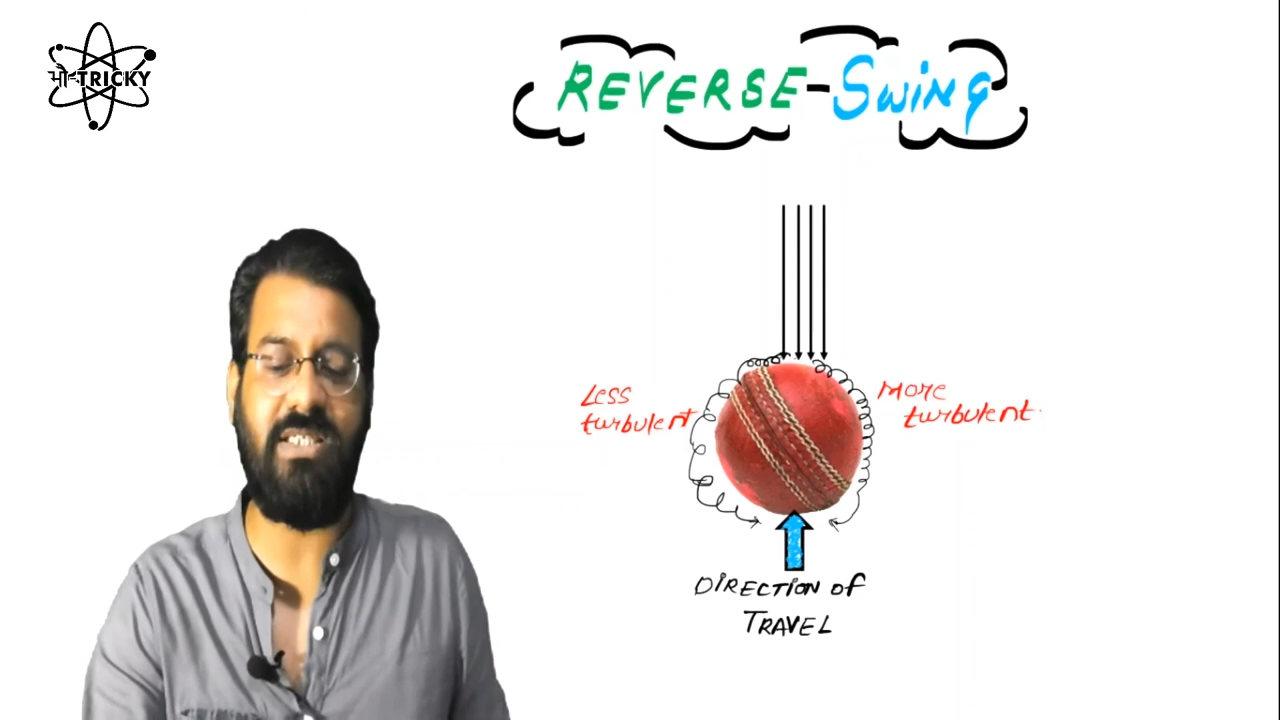 भौ-TRICKY
REVERSE-SWING
Less
turbulent
More
turbulent
DIRECTION of
TRAVEL